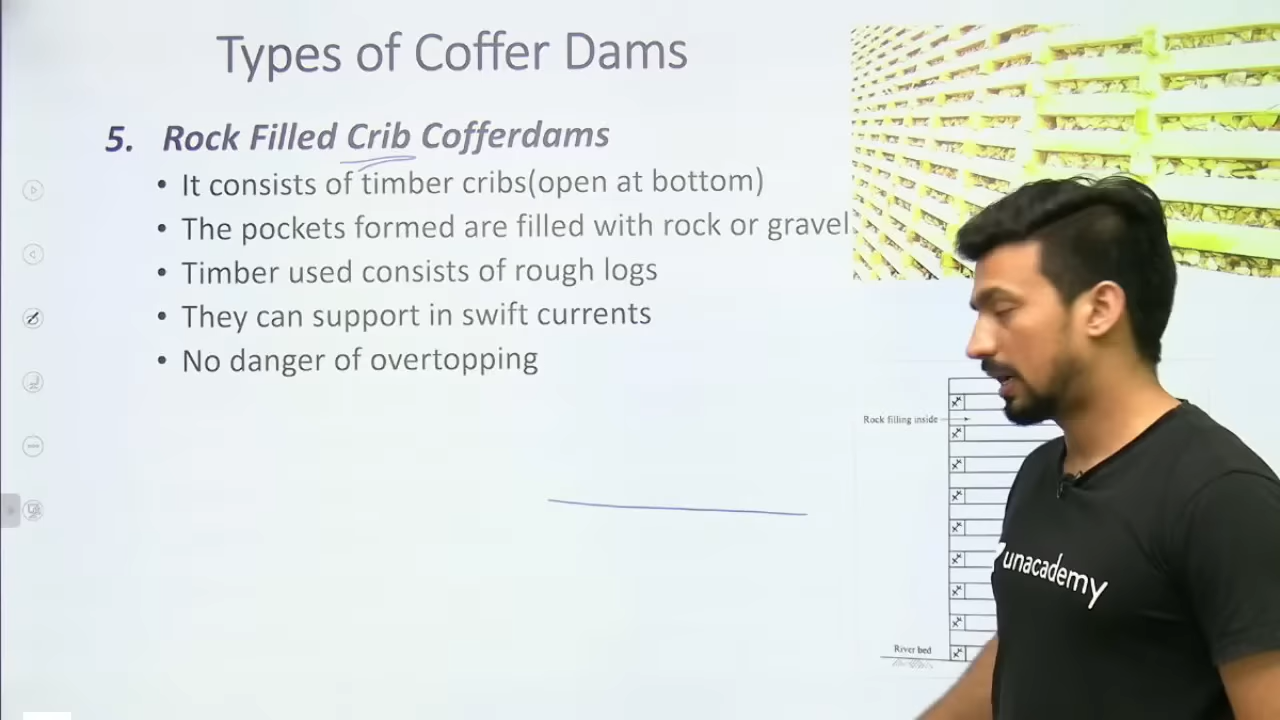 Types of Coffer Dams
5. Rock Filled Crib Cofferdams
• It consists of timber cribs(open at bottom)
• The pockets formed are filled with rock or gravel.
• Timber used consists of rough logs
• They can support in swift currents
• No danger of overtopping
Rock filling inside
River bed
unacademy